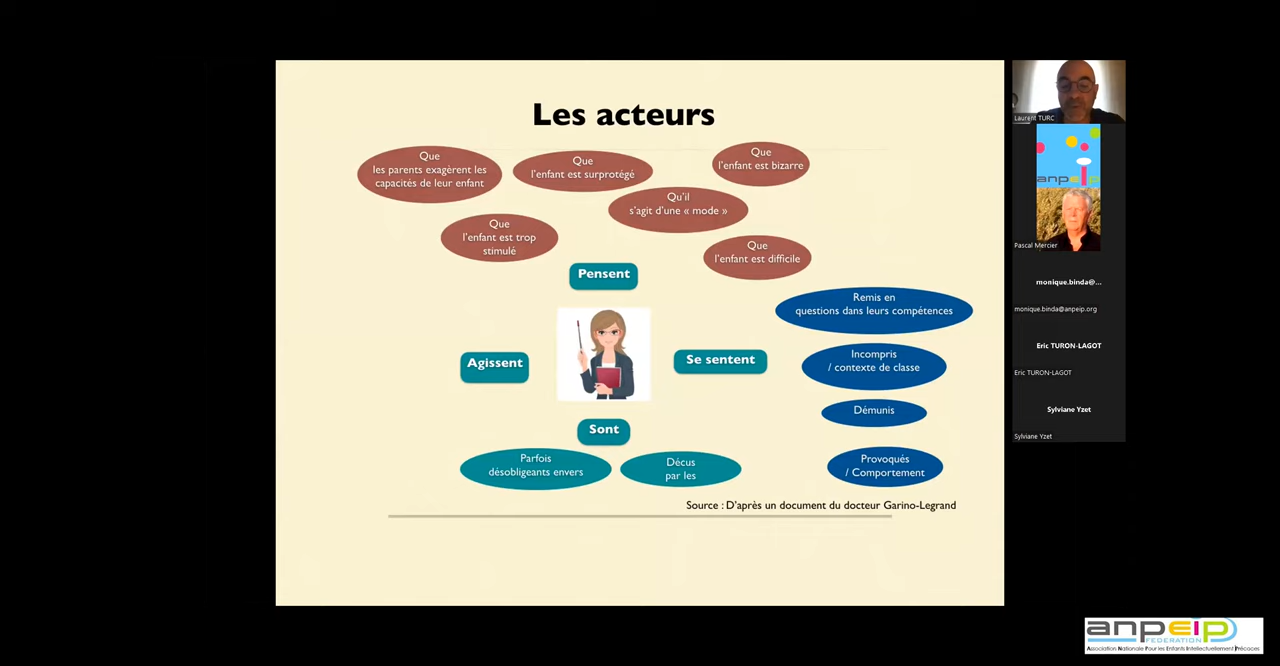 Les acteurs
Que
les parents exagèrent les
capacités de leur enfant
Que
l'enfant est surprotégé
Que
l'enfant est bizarre
Qu'il
s'agit d'une « mode »
Que
l'enfant est trop
stimulé
Que
l'enfant est difficile
Pensent
Remis en
questions dans leurs compétences
Agissent
Se sentent
Incompris
/ contexte de classe
Démunis
Sont
Parfois
désobligeants envers
Décus
par les
Provoqués
/ Comportement
Source : D'après un document du docteur Garino-Legrand
Laurent TURC
anpeip
Pascal Mercier
monique.binda@...
monique.binda@anpeip.org
Eric TURON-LAGOT
Eric TURON-LAGOT
Sylviane Yzet
Sylviane Yzet
anpeip
FEDERATION
Association Nationale Pour les Enfants Intellectuellement Précoces